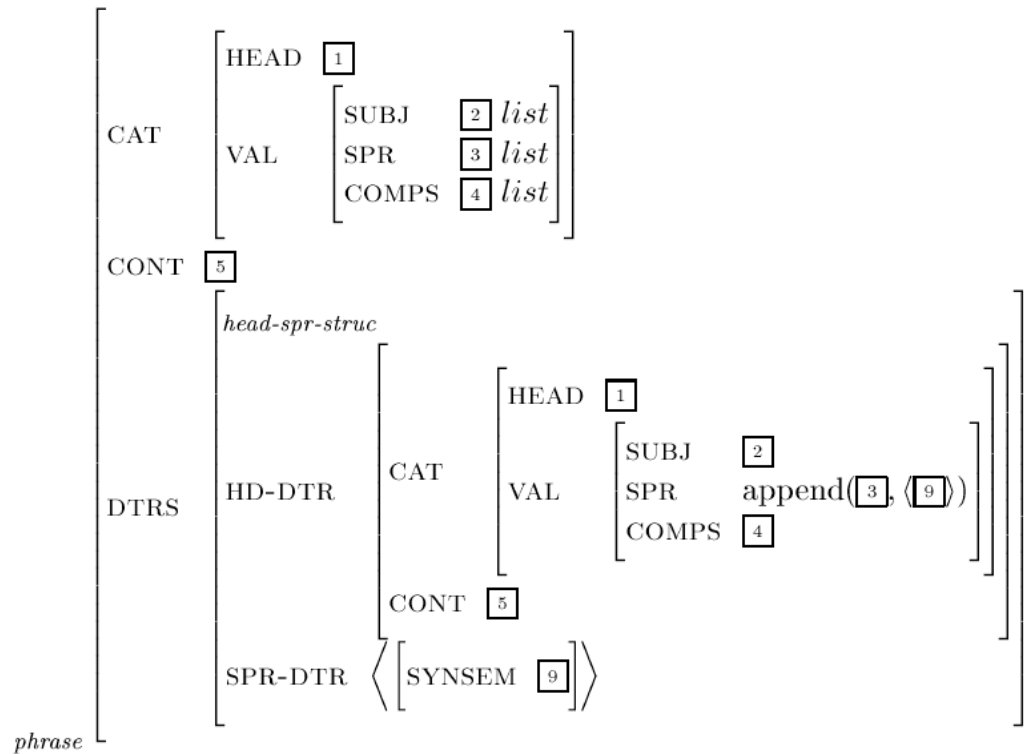 HEAD 1
SUBJ 2 list
CAT
VAL SPR 3 list
COMPS 4 list
CONT 5
head-spr-struc
HEAD 1
SUBJ 2
CAT
DTRS HD-DTR VAL SPR append(3, ⟨9⟩)
COMPS 4
CONT 5
SPR-DTR ⟨[SYNSEM 9]⟩
phrase